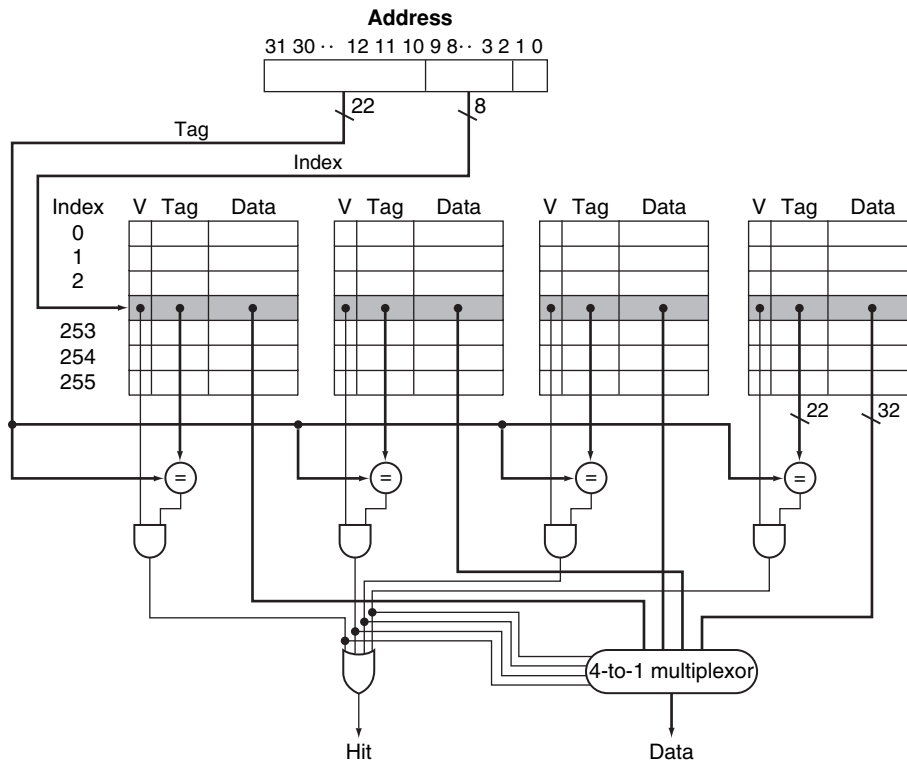 Address
31 30 ·· 12 11 10 9 8 ·· 3 2 1 0
22
8
Tag
Index
Index V Tag Data V Tag Data V Tag Data V Tag Data
0
1
2
253
254
255
22 32
= = = =
4-to-1 multiplexor
Hit Data